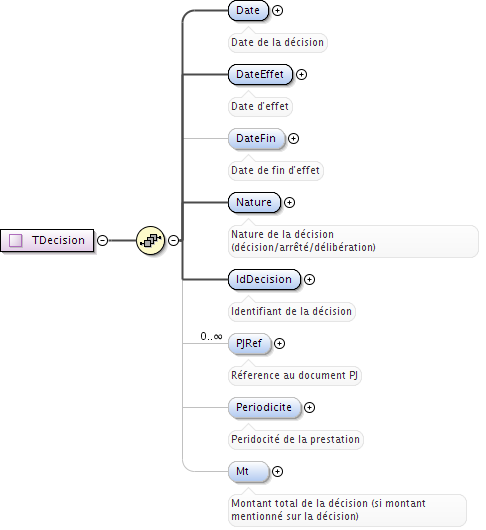 Date
Date de la décision
DateEffet
Date d'effet
DateFin
Date de fin d'effet
Nature
Nature de la décision
(décision/arrêté/délibération)
TDecision
IdDecision
Identifiant de la décision
0..∞
PJRef
Réference au document PJ
Periodicite
Peridocité de la prestation
Mt
Montant total de la décision (si montant
mentionné sur la décision)